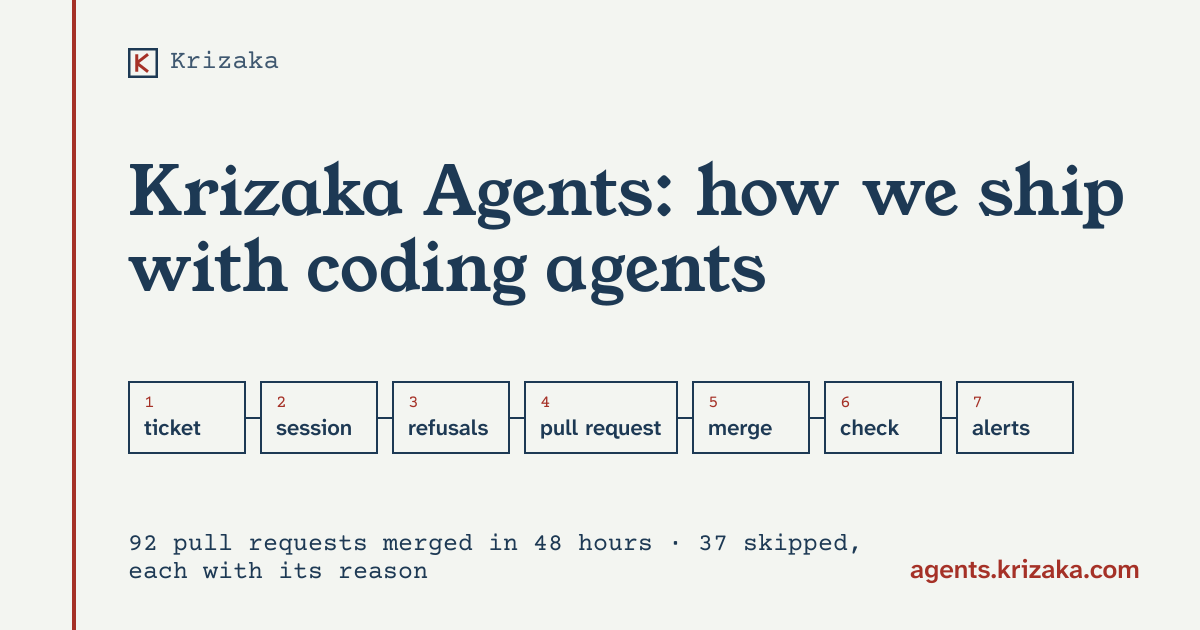 K Krizaka
Krizaka Agents: how we ship
with coding agents
1 2 3 4 5 6 7
ticket session refusals pull request merge check alerts
92 pull requests merged in 48 hours · 37 skipped,
each with its reason
agents.krizaka.com